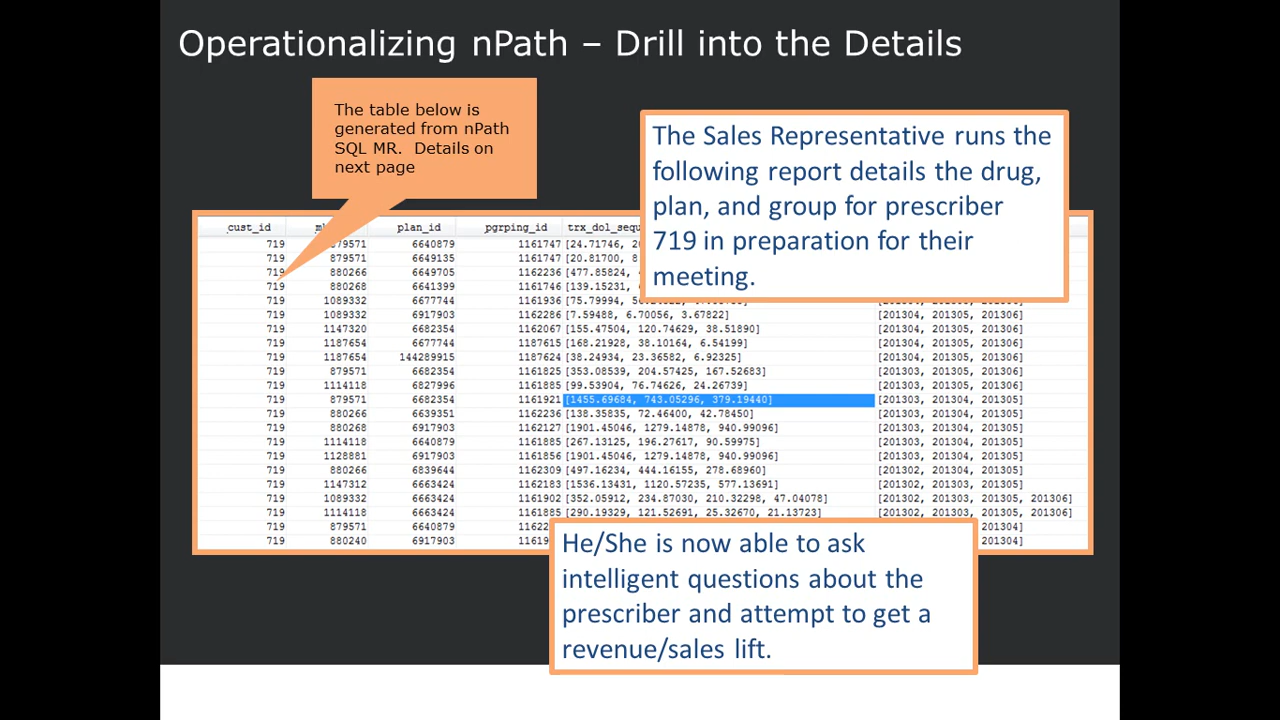 Operationalizing nPath – Drill into the Details
The table below is
generated from nPath
SQL MR.  Details on
next page
The Sales Representative runs the
following report details the drug,
plan, and group for prescriber
719 in preparation for their
meeting.
cust_id plan_id pgrping_id
719 879571 6640879 1161747 [24.71746,
719 879571 6649135 1161747 [20.81700,
719 880266 6649705 1162236 [477.85824,
719 880268 6641399 1161746 [139.15231,
719 1089332 6677744 1161936 [75.79994,
719 1089332 6917903 1162286 [7.59488, 6.70056, 3.67822] [201304, 201305, 201306]
719 1147320 6682354 1162067 [155.47504, 120.74629, 38.51890] [201304, 201305, 201306]
719 1187654 6677744 1187615 [168.21928, 38.10164, 6.54199] [201304, 201305, 201306]
719 1187654 144289915 1187624 [38.24934, 23.36582, 6.92325] [201304, 201305, 201306]
719 879571 6682354 1161825 [353.08539, 204.57425, 167.52683] [201303, 201304, 201305]
719 1114118 6827996 1161885 [99.53904, 76.74626, 24.26739] [201303, 201304, 201305]
719 879571 6682354 1161921 [1455.69684, 743.05296, 379.19440] [201303, 201304, 201305]
719 880266 6639351 1162236 [138.35835, 72.46400, 42.78450] [201303, 201304, 201305]
719 880268 6917903 1162127 [1901.45046, 1279.14878, 940.99096] [201303, 201304, 201305]
719 1114118 6640879 1161885 [267.13125, 196.27617, 90.59975] [201303, 201304, 201305]
719 1128881 6917903 1161856 [1901.45046, 1279.14878, 940.99096] [201303, 201304, 201305]
719 880266 6839644 1162309 [497.16234, 444.16155, 278.68960] [201302, 201303, 201305]
719 1147312 6663424 1162183 [1536.13431, 1120.57235, 577.13691] [201302, 201303, 201305]
719 1089332 6663424 1161902 [352.05912, 234.87030, 210.32298, 47.04078] [201302, 201303, 201305, 201306]
719 1114118 6663424 1161885 [290.19329, 121.52691, 25.32670, 21.13723] [201302, 201303, 201305, 201306]
719 879571 6640879 201304]
719 880240 6917903 201304]
He/She is now able to ask
intelligent questions about the
prescriber and attempt to get a
revenue/sales lift.